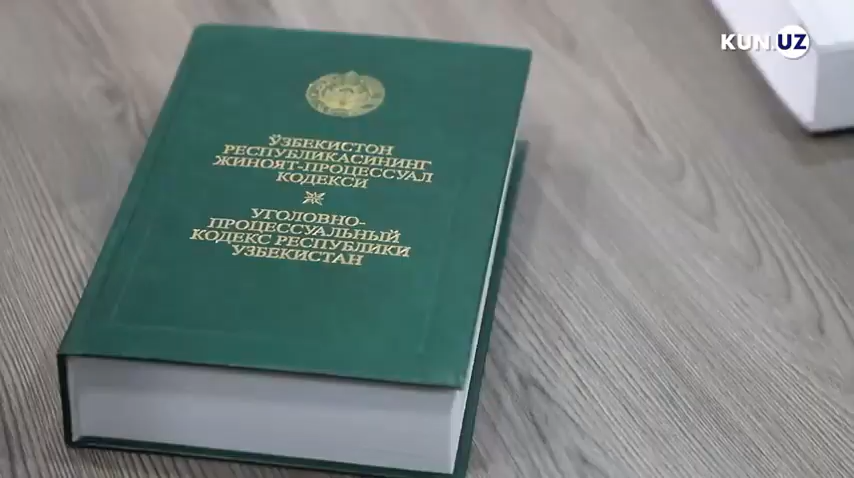 KUN.UZ
ЎЗБЕКИСТОН
РЕСПУБЛИКАСИНИНГ
ЖИНОЯТ-ПРОЦЕССУАЛ
КОДЕКСИ
УГОЛОВНО-
ПРОЦЕССУАЛЬНЫЙ
КОДЕКС РЕСПУБЛИКИ
УЗБЕКИСТАН